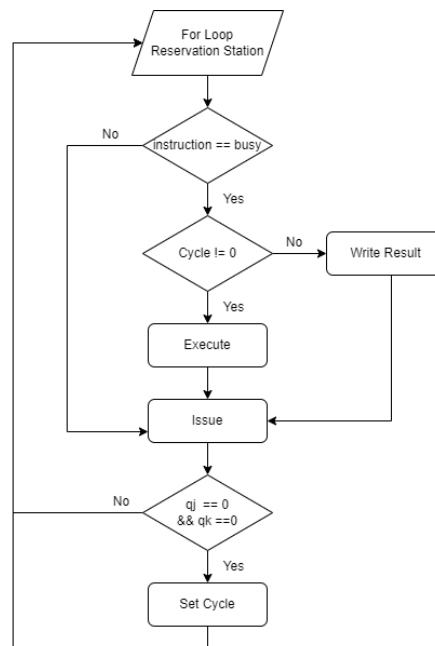 For Loop
Reservation Station
No
instruction == busy
Yes
Cycle != 0
No
Write Result
Yes
Execute
Issue
No
qj == 0
&& qk ==0
Yes
Set Cycle